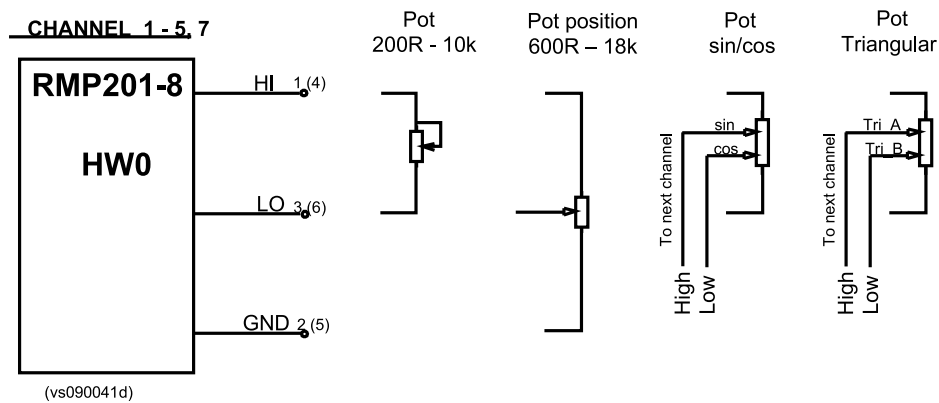 CHANNEL 1 - 5, 7
RMP201-8
HW0
HI 1 (4)
LO 3 (6)
GND 2 (5)
(vs090041d)
Pot
200R - 10k
Pot position
600R – 18k
Pot
sin/cos
sin
cos
To next channel
High
Low
Pot
Triangular
Tri_A
Tri_B
To next channel
High
Low